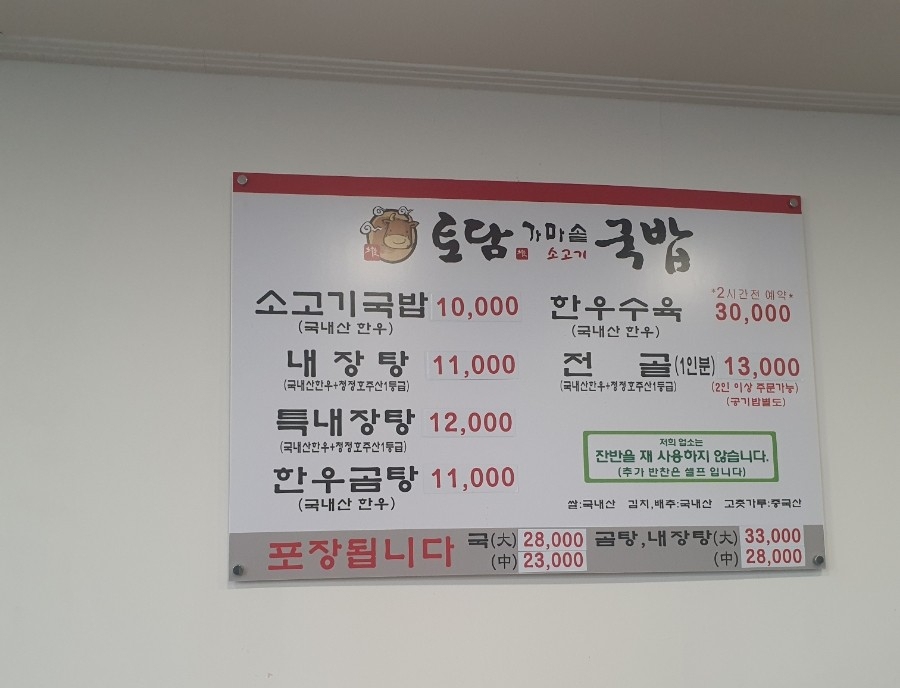 토담 가마솥 소고기 국밥
소고기국밥 10,000
(국내산 한우)
내장탕 11,000
(국내산한우+청정호주산1등급)
특내장탕 12,000
(국내산한우+청정호주산1등급)
한우곰탕 11,000
(국내산 한우)
*2시간전 예약*
한우수육 30,000
(국내산 한우)
전골(1인분) 13,000
(국내산한우+청정호주산1등급) (2인 이상 주문가능)
(공기밥별도)
저희 업소는
잔반을 재 사용하지 않습니다.
(추가 반찬은 셀프 입니다)
쌀:국내산 김치,배추:국내산 고춧가루:중국산
포장됩니다
국(大) 28,000
(中) 23,000
곰탕,내장탕(大) 33,000
(中) 28,000